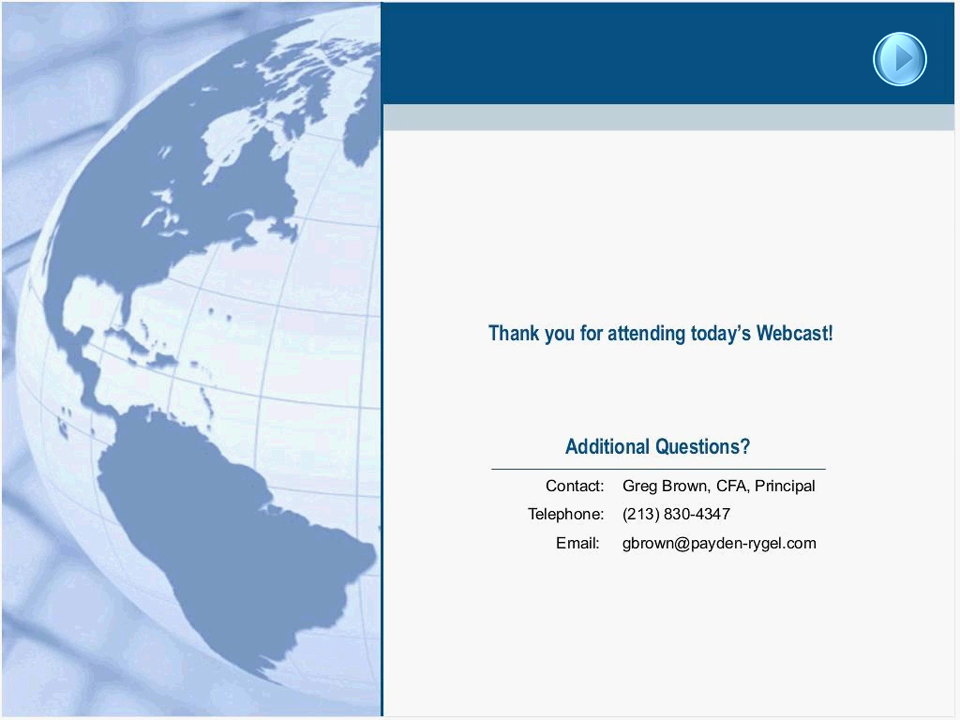 Thank you for attending today’s Webcast!
Additional Questions?
Contact: Greg Brown, CFA, Principal
Telephone: (213) 830-4347
Email: gbrown@payden-rygel.com